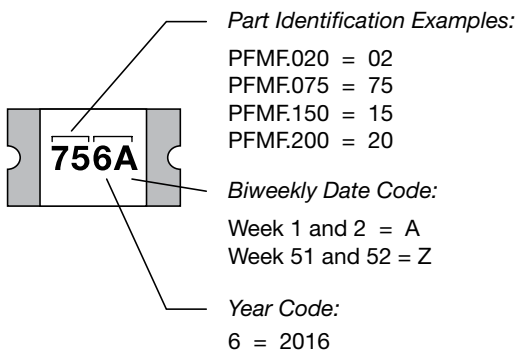 Part Identification Examples:
PFMF.020 = 02
PFMF.075 = 75
PFMF.150 = 15
PFMF.200 = 20
756A
Biweekly Date Code:
Week 1 and 2 = A
Week 51 and 52 = Z
Year Code:
6 = 2016